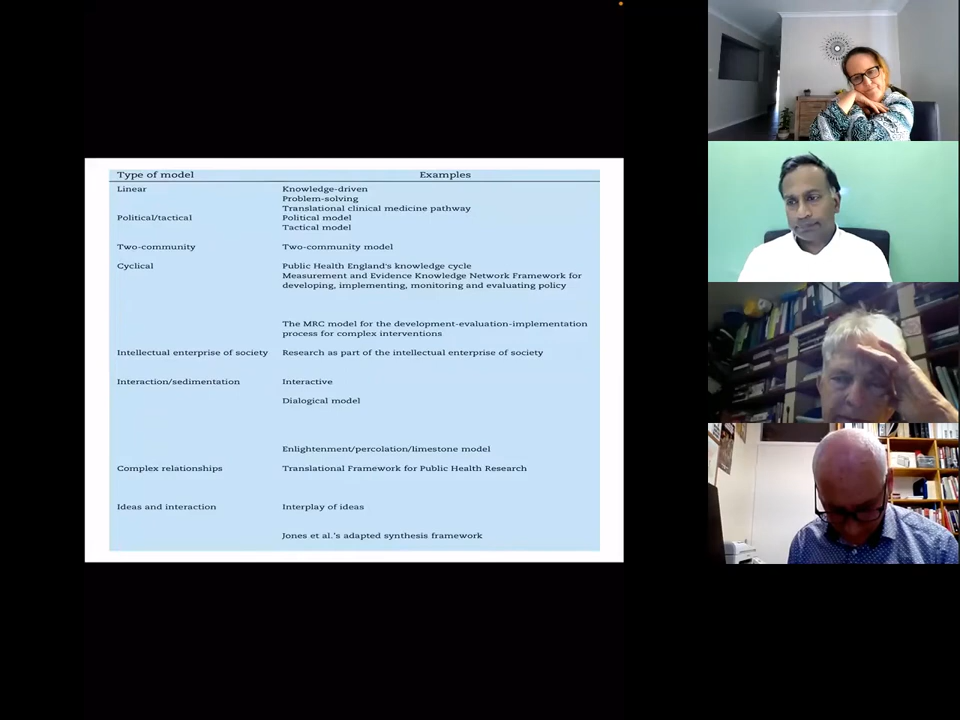 Type of model Examples
Linear Knowledge-driven
Problem-solving
Translational clinical medicine pathway
Political/tactical Political model
Tactical model
Two-community Two-community model
Cyclical Public Health England's knowledge cycle
Measurement and Evidence Knowledge Network Framework for
developing, implementing, monitoring and evaluating policy
The MRC model for the development-evaluation-implementation
process for complex interventions
Intellectual enterprise of society Research as part of the intellectual enterprise of society
Interaction/sedimentation Interactive
Dialogical model
Enlightenment/percolation/limestone model
Complex relationships Translational Framework for Public Health Research
Ideas and interaction Interplay of ideas
Jones et al.'s adapted synthesis framework